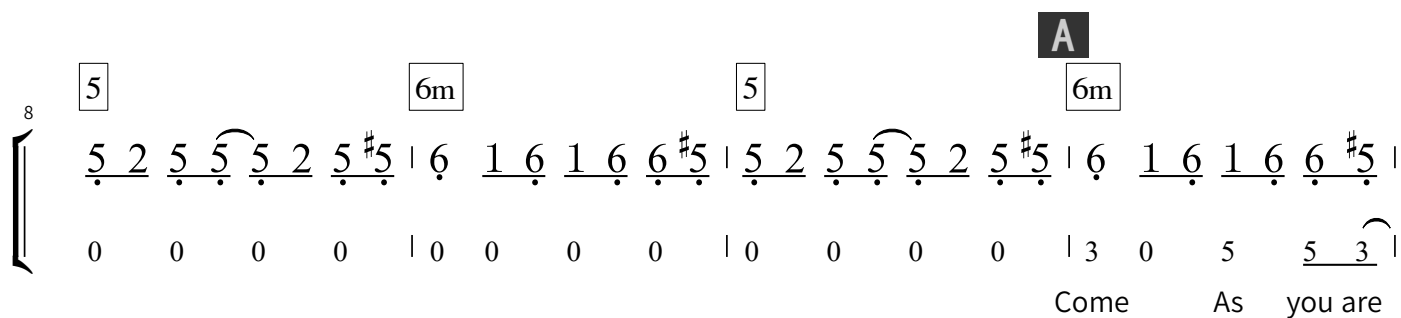 A
5 6m 5 6m
8
5̣ 2 5̣ 5̣ 5̣ 2 5̣ ♯5̣ | 6̣ 1 6̣ 1 6̣ 6̣ ♯5̣ | 5̣ 2 5̣ 5̣ 5̣ 2 5̣ ♯5̣ | 6̣ 1 6̣ 1 6̣ 6̣ ♯5̣ |
0 0 0 0 | 0 0 0 0 | 0 0 0 0 | 3 0 5 5 3 |
Come As you are